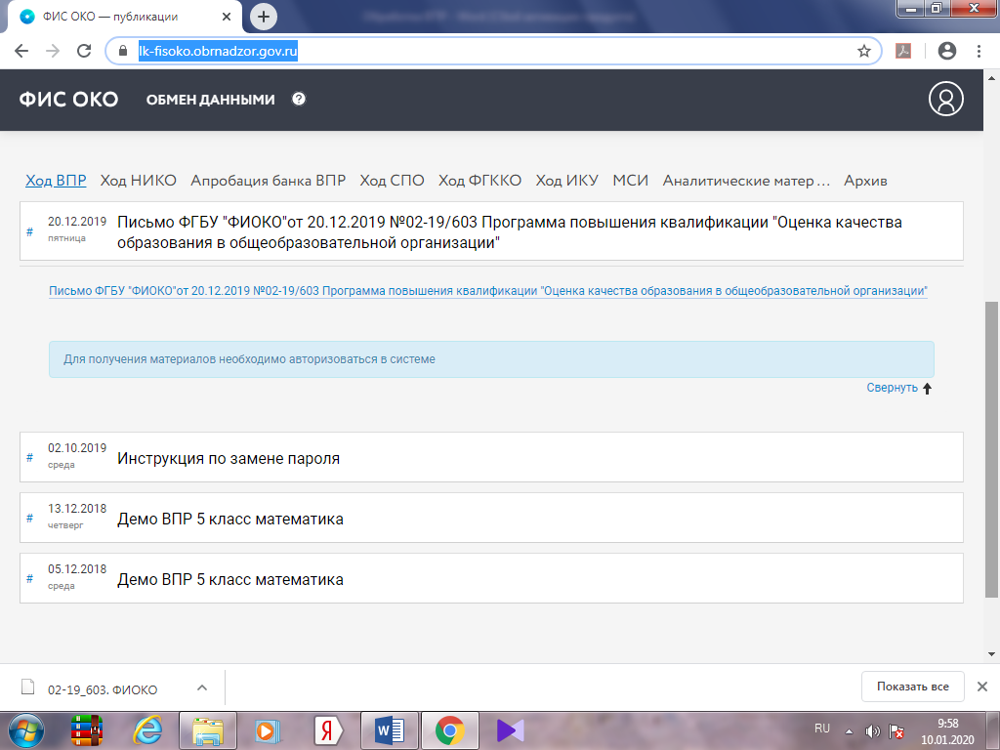 ФИС ОКО — публикации
lk-fisoko.obrnadzor.gov.ru
ФИС ОКО ОБМЕН ДАННЫМИ ?
Ход ВПР Ход НИКО Апробация банка ВПР Ход СПО Ход ФГККО Ход ИКУ МСИ Аналитические матер ... Архив
# 20.12.2019 Письмо ФГБУ "ФИОКО"от 20.12.2019 №02-19/603 Программа повышения квалификации "Оценка качества
пятница образования в общеобразовательной организации"
Письмо ФГБУ "ФИОКО"от 20.12.2019 №02-19/603 Программа повышения квалификации "Оценка качества образования в общеобразовательной организации"
Для получения материалов необходимо авторизоваться в системе
Свернуть
# 02.10.2019 Инструкция по замене пароля
среда
# 13.12.2018 Демо ВПР 5 класс математика
четверг
# 05.12.2018 Демо ВПР 5 класс математика
среда
02-19_603. ФИОКО
Показать все
RU
9:58
10.01.2020